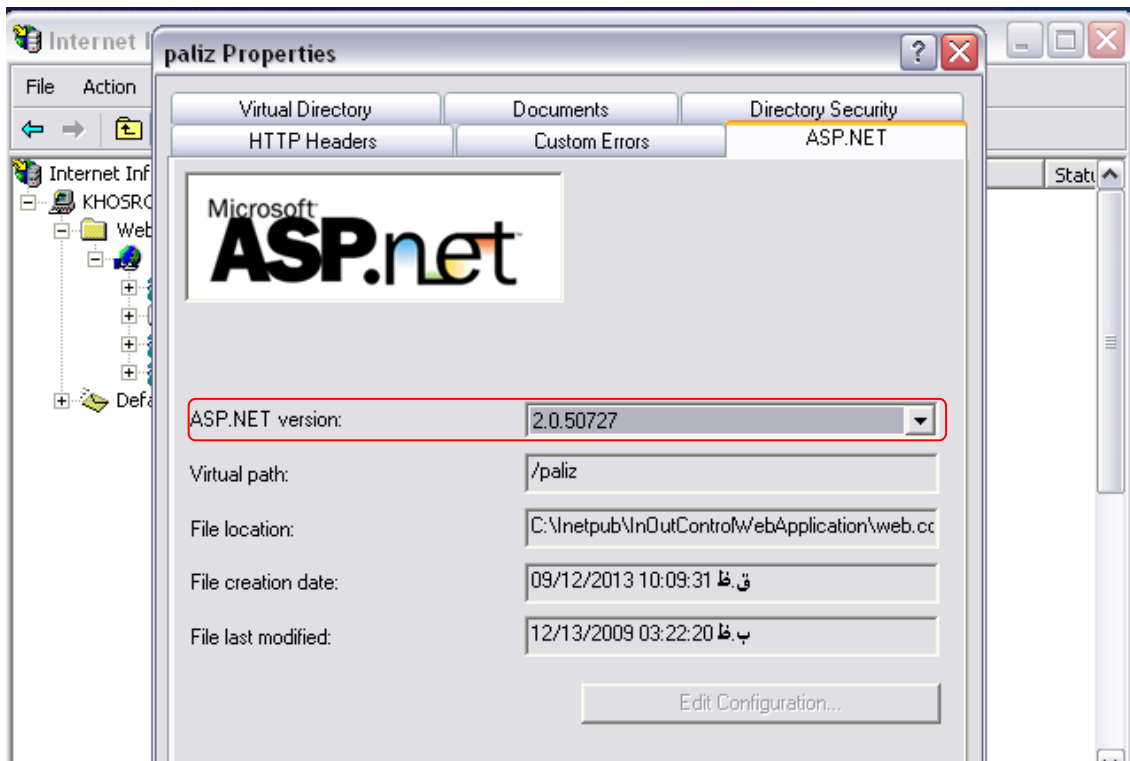 Internet I
paliz Properties
File Action
Virtual Directory Documents Directory Security
HTTP Headers Custom Errors ASP.NET
Internet Inf
Statu
KHOSRO
Web
Defa
Microsoft
ASP.net
ASP.NET version: 2.0.50727
Virtual path: /paliz
File location: C:\Inetpub\InOutControlWebApplication\web.co
File creation date: 09/12/2013 10:09:31 ق.ظ
File last modified: 12/13/2009 03:22:20 ب.ظ
Edit Configuration...